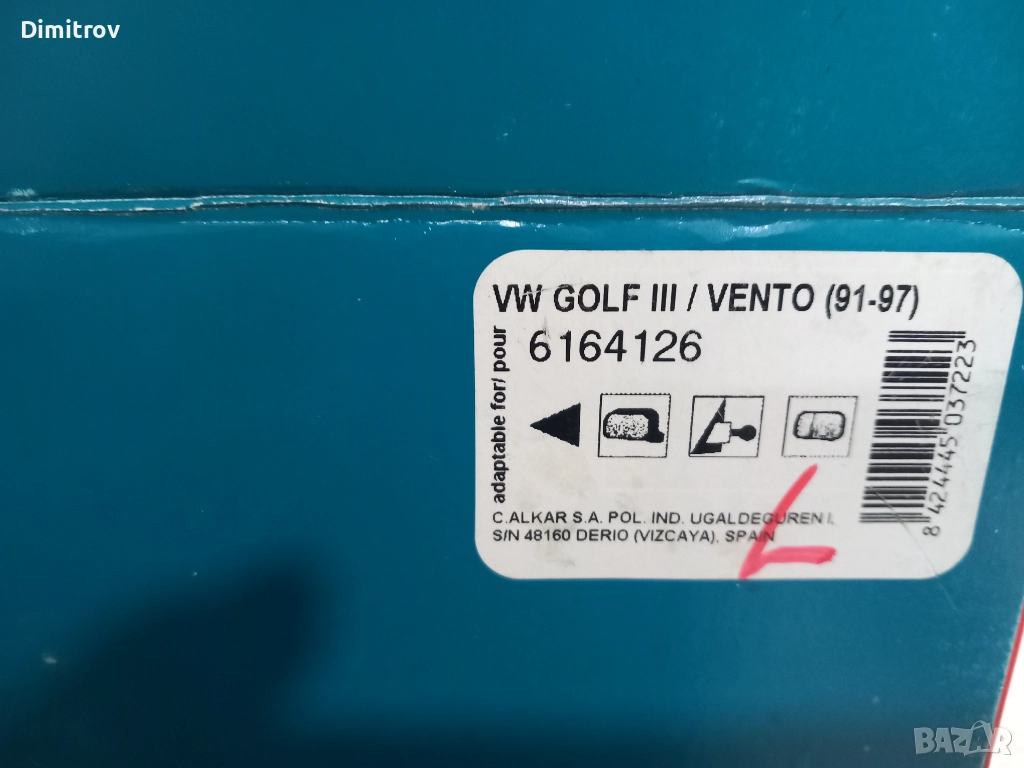 Dimitrov
VW GOLF III / VENTO (91-97)
adaptable for/ pour
6164126
C.ALKAR S.A. POL. IND. UGALDEGUREN I,
S/N 48160 DERIO (VIZCAYA), SPAIN
8 424445 037223
L
BAZAR